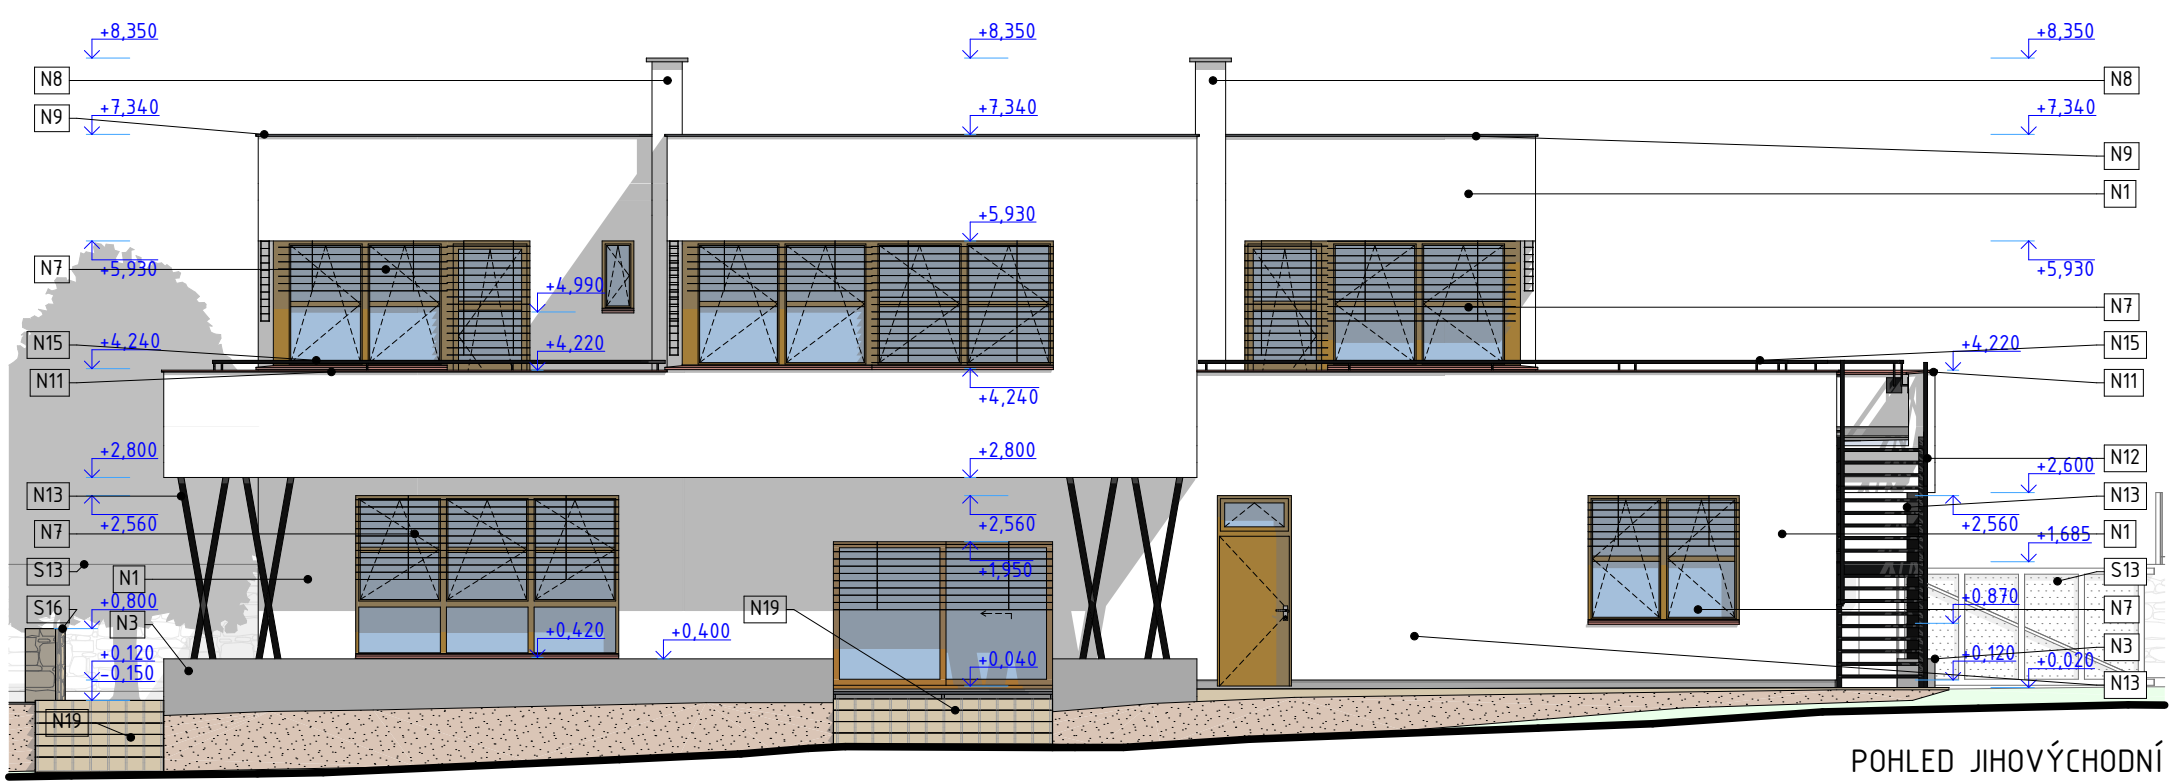 +8,350 +8,350 +8,350
N8 N8
+7,340 +7,340 +7,340
N9 N9
N1
+5,930
N7 +5,930 +5,930
+4,990 N7
N15 +4,240 +4,220 +4,220 N15
N11 N11
+4,240
+2,800 +2,800 N12
+2,600
N13 N13
N7 +2,560 +2,560 +2,560 +1,685 N1
S13 N1 +1,950 S13
S16 +0,800 N19 +0,870 N7
N3 +0,420 +0,400
+0,120 +0,040 +0,120 +0,020 N3
-0,150 N13
N19
POHLED JIHOVÝCHODNÍ